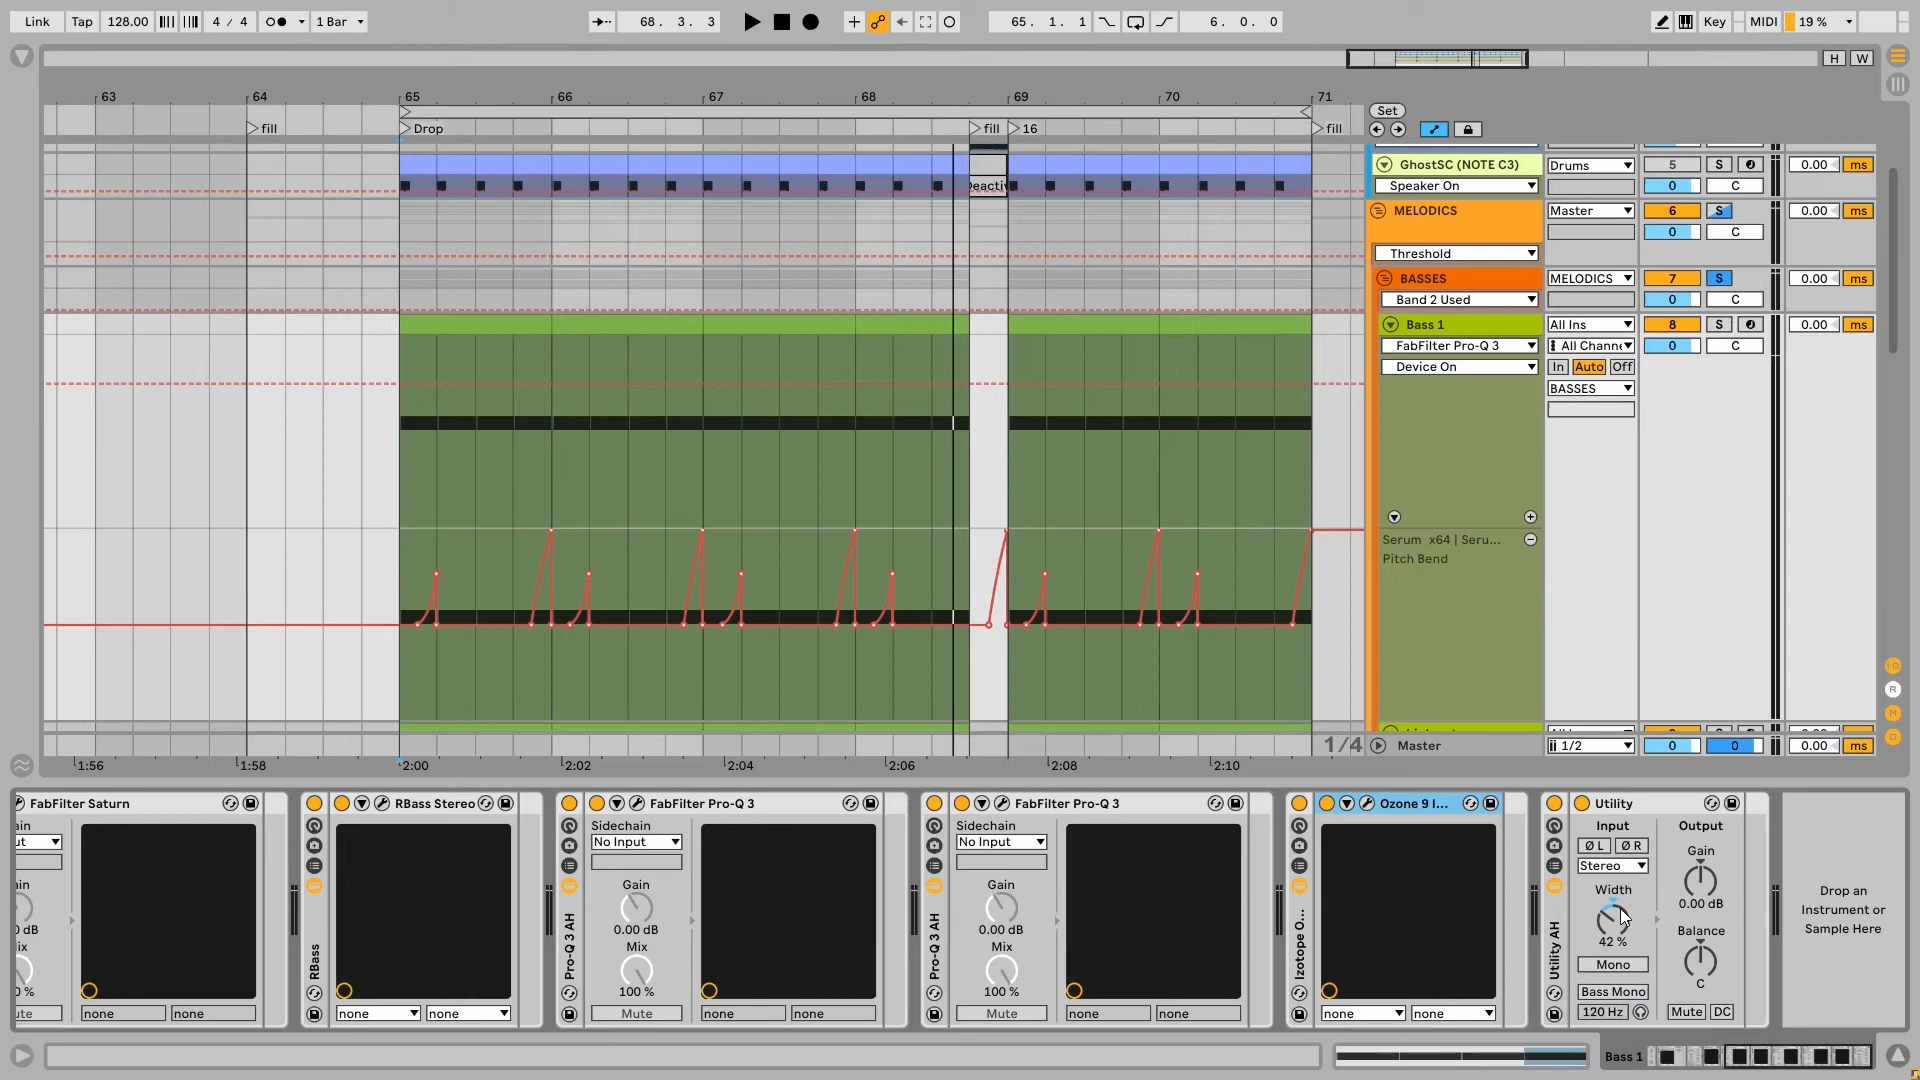 Link Tap 128.00 4 / 4 1 Bar 68. 3. 3 65. 1. 1 6. 0. 0 Key MIDI 19 %
H W
63 64 65 66 67 68 69 70 71
Set
fill Drop fill 16 fill
GhostSC (NOTE C3) Drums 5 S 0.00 ms
Speaker On 0 C
MELODICS Master 6 S 0.00 ms
0 C
Threshold
BASSES MELODICS 7 S 0.00 ms
Band 2 Used 0 C
Bass 1 All Ins 8 S 0.00 ms
FabFilter Pro-Q 3 All Channe 0 C
Device On In Auto Off
BASSES
Serum_x64 | Seru...
Pitch Bend
1/4 Master 1/2 0 0 0.00 ms
1:56 1:58 2:00 2:02 2:04 2:06 2:08 2:10
FabFilter Saturn RBass Stereo FabFilter Pro-Q 3 FabFilter Pro-Q 3 Ozone 9 I... Utility
Sidechain Sidechain Input Output
No Input No Input Ø L Ø R
Stereo Gain
Gain Gain Width 0.00 dB
0.00 dB 0.00 dB 42 % Balance
Mix Mix Mono C
100 % 100 % Bass Mono
Mute none none Mute none none 120 Hz Mute DC
none none none none none none
RBass Pro-Q 3 AH Pro-Q 3 AH Izotope O... Utility AH
Drop an
Instrument or
Sample Here
Bass 1